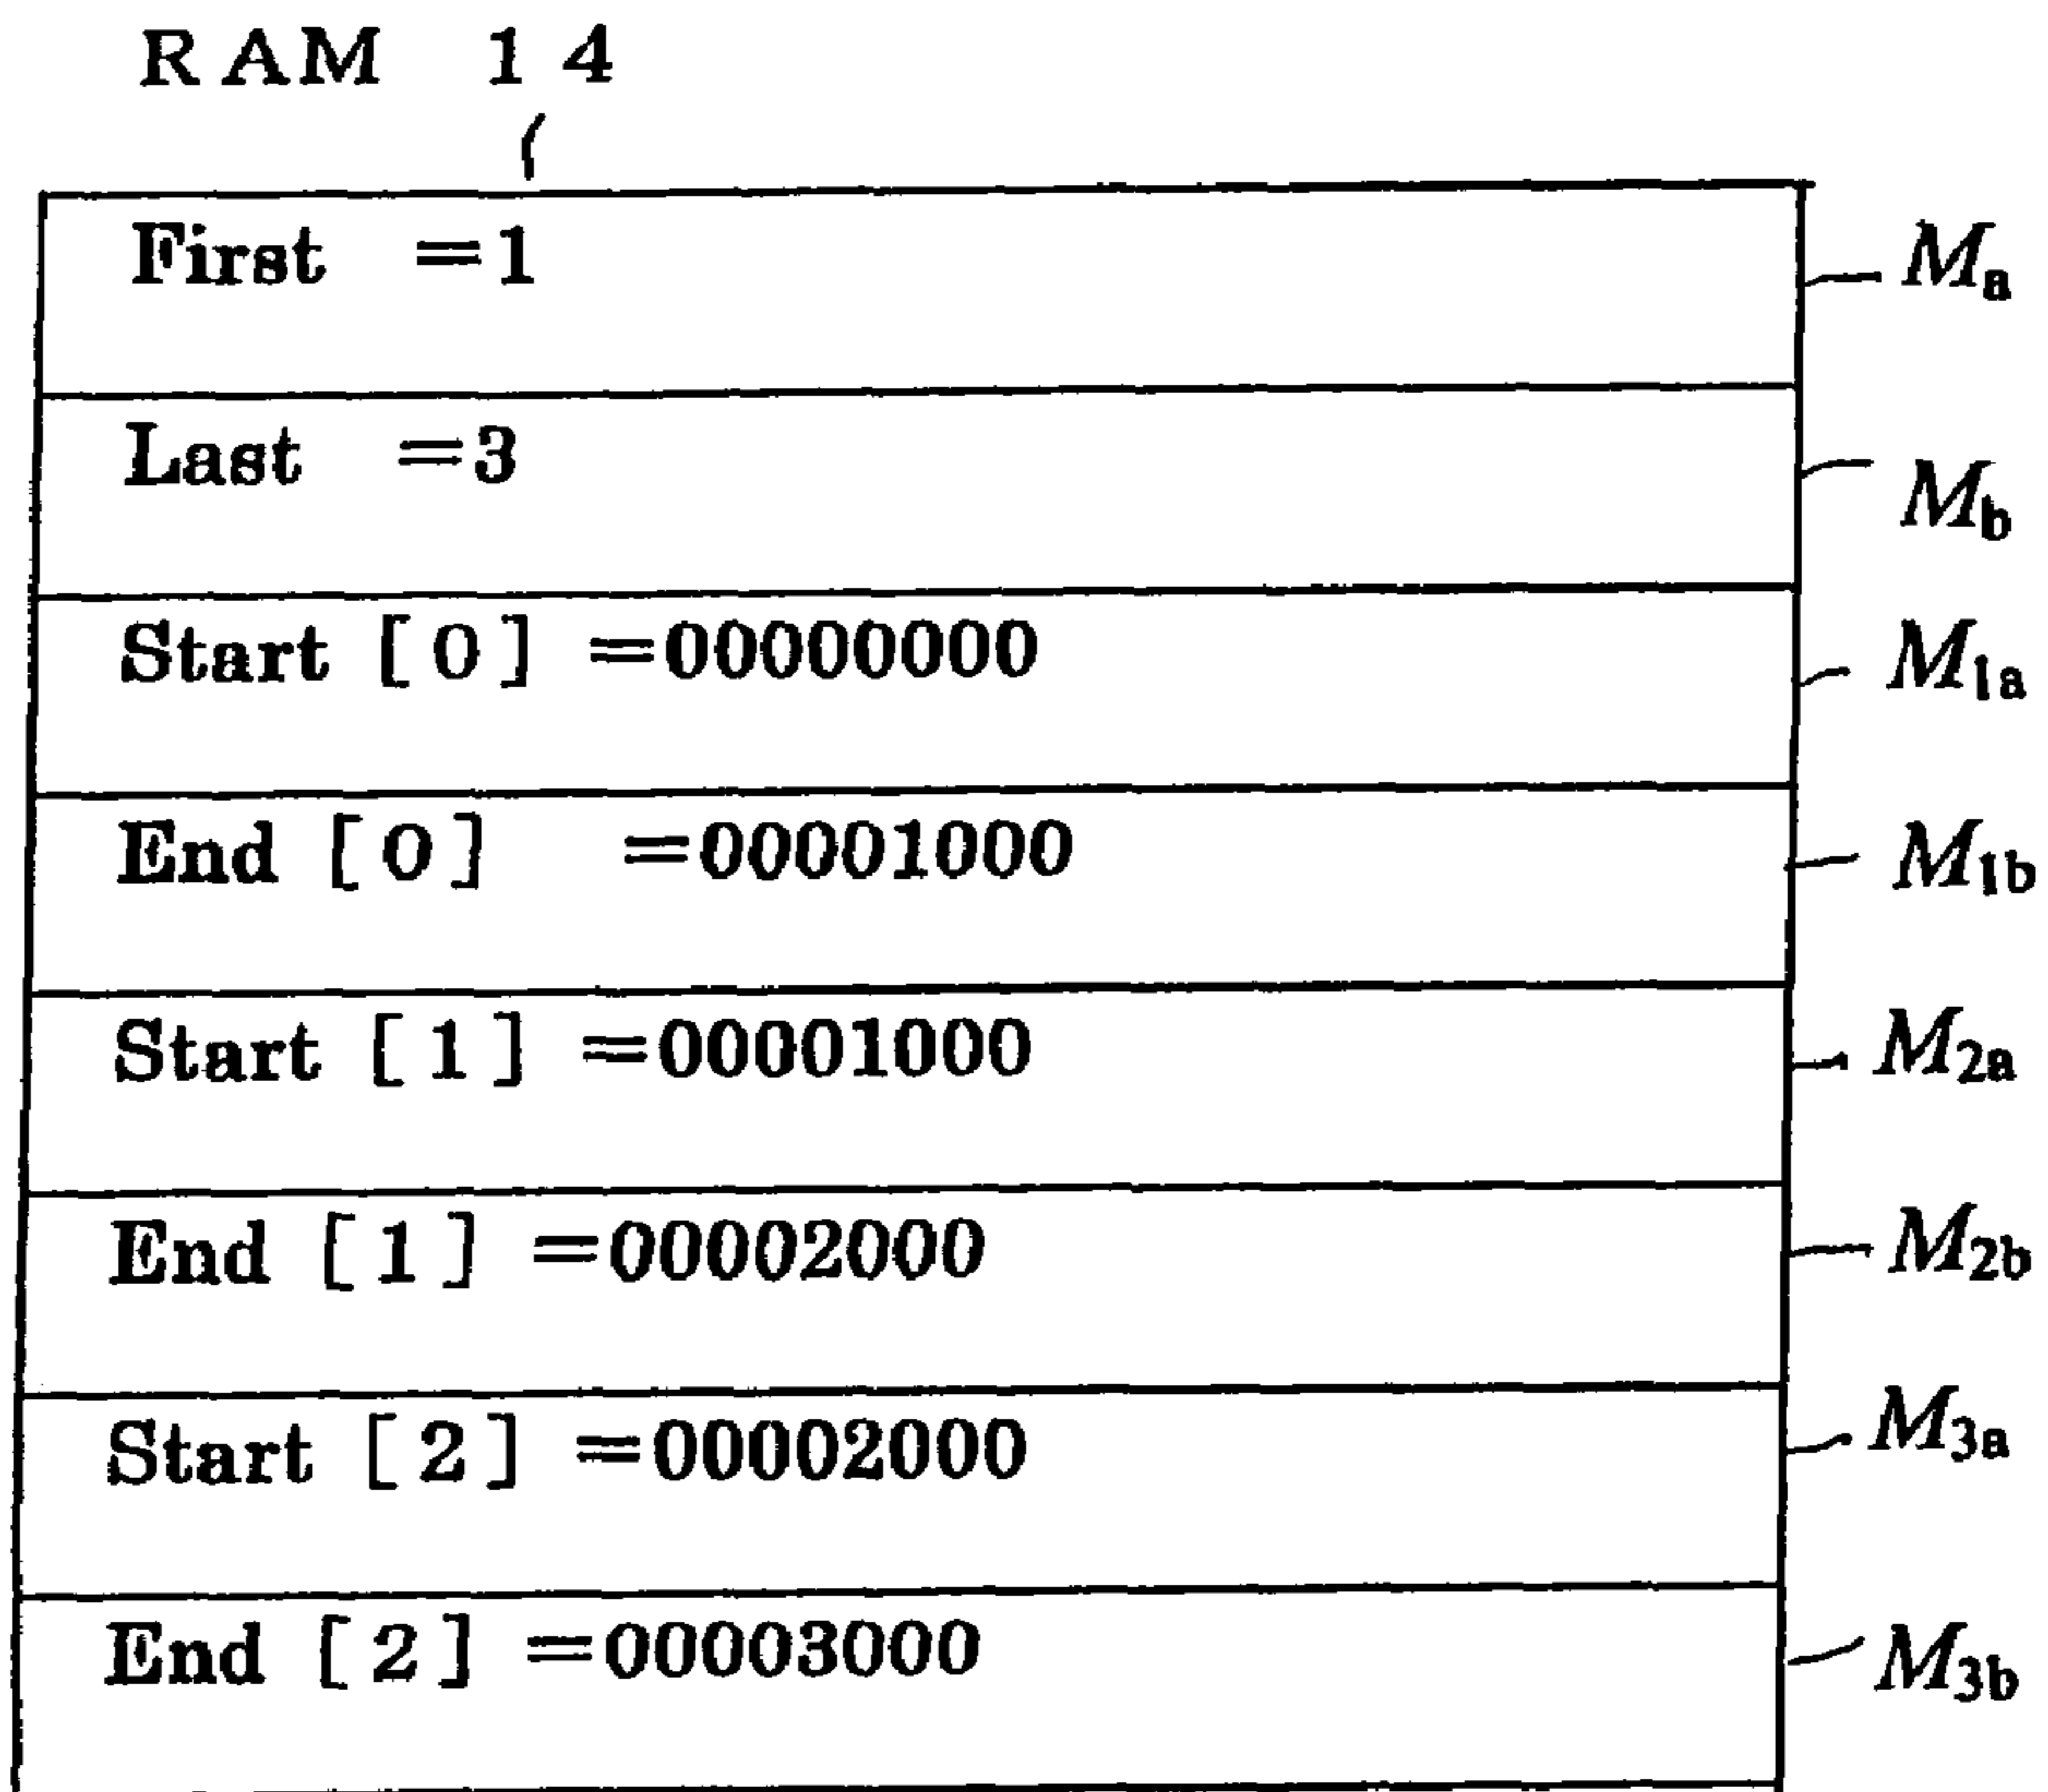 RAM 14
First =1 Ma
Last =3 Mb
Start [0] =00000000 M1a
End [0] =00001000 M1b
Start [1] =00001000 M2a
End [1] =00002000 M2b
Start [2] =00002000 M3a
End [2] =00003000 M3b